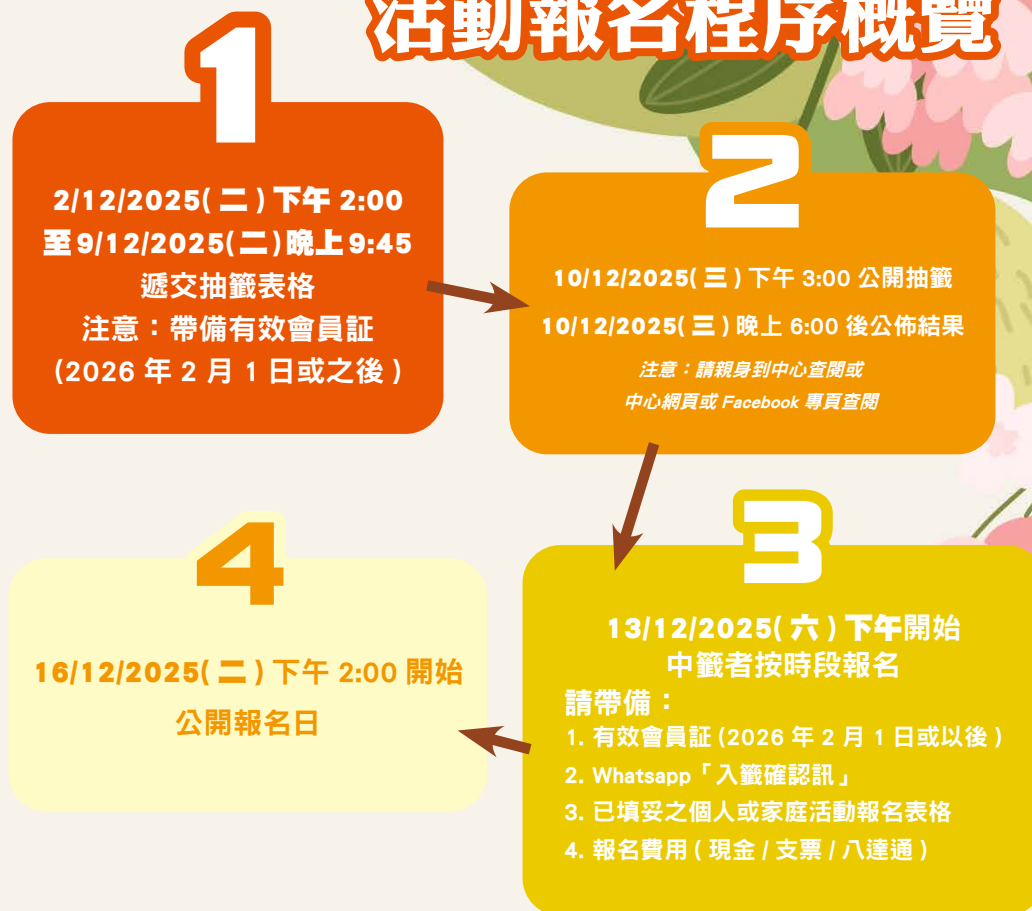 活動報名程序概覽
1
2/12/2025( 二 ) 下午 2:00
至 9/12/2025( 二 ) 晚上 9:45
遞交抽籤表格
注意：帶備有效會員証
(2026 年 2 月 1 日或之後 )
2
10/12/2025( 三 ) 下午 3:00 公開抽籤
10/12/2025( 三 ) 晚上 6:00 後公佈結果
注意：請親身到中心查閱或
中心網頁或 Facebook 專頁查閱
3
13/12/2025( 六 ) 下午開始
中籤者按時段報名
請帶備：
1. 有效會員証 (2026 年 2 月 1 日或以後 )
2. Whatsapp「入籤確認訊」
3. 已填妥之個人或家庭活動報名表格
4. 報名費用 ( 現金 / 支票 / 八達通 )
4
16/12/2025( 二 ) 下午 2:00 開始
公開報名日